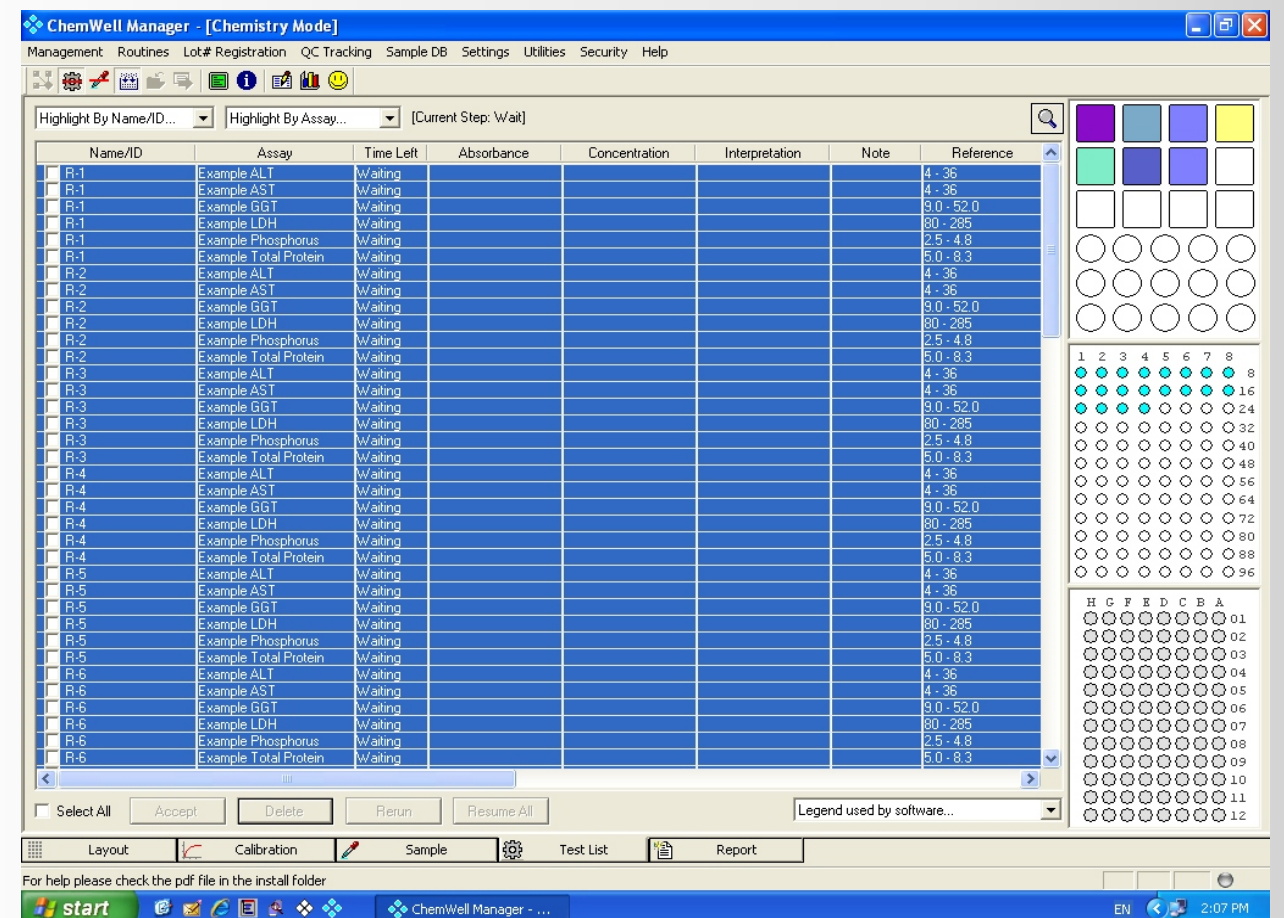 ChemWell Manager - [Chemistry Mode]
Management Routines Lot# Registration QC Tracking Sample DB Settings Utilities Security Help
Highlight By Name/ID... Highlight By Assay... [Current Step: Wait]
Name/ID Assay Time Left Absorbance Concentration Interpretation Note Reference
R-1 Example ALT Waiting 4 - 36
R-1 Example AST Waiting 4 - 36
R-1 Example GGT Waiting 9.0 - 52.0
R-1 Example LDH Waiting 80 - 285
R-1 Example Phosphorus Waiting 2.5 - 4.8
R-1 Example Total Protein Waiting 5.0 - 8.3
R-2 Example ALT Waiting 4 - 36
R-2 Example AST Waiting 4 - 36
R-2 Example GGT Waiting 9.0 - 52.0
R-2 Example LDH Waiting 80 - 285
R-2 Example Phosphorus Waiting 2.5 - 4.8
R-2 Example Total Protein Waiting 5.0 - 8.3
R-3 Example ALT Waiting 4 - 36
R-3 Example AST Waiting 4 - 36
R-3 Example GGT Waiting 9.0 - 52.0
R-3 Example LDH Waiting 80 - 285
R-3 Example Phosphorus Waiting 2.5 - 4.8
R-3 Example Total Protein Waiting 5.0 - 8.3
R-4 Example ALT Waiting 4 - 36
R-4 Example AST Waiting 4 - 36
R-4 Example GGT Waiting 9.0 - 52.0
R-4 Example LDH Waiting 80 - 285
R-4 Example Phosphorus Waiting 2.5 - 4.8
R-4 Example Total Protein Waiting 5.0 - 8.3
R-5 Example ALT Waiting 4 - 36
R-5 Example AST Waiting 4 - 36
R-5 Example GGT Waiting 9.0 - 52.0
R-5 Example LDH Waiting 80 - 285
R-5 Example Phosphorus Waiting 2.5 - 4.8
R-5 Example Total Protein Waiting 5.0 - 8.3
R-6 Example ALT Waiting 4 - 36
R-6 Example AST Waiting 4 - 36
R-6 Example GGT Waiting 9.0 - 52.0
R-6 Example LDH Waiting 80 - 285
R-6 Example Phosphorus Waiting 2.5 - 4.8
R-6 Example Total Protein Waiting 5.0 - 8.3
Select All Accept Delete Rerun Resume All Legend used by software...
1 2 3 4 5 6 7 8
8
16
24
32
40
48
56
64
72
80
88
96
H G F E D C B A
01
02
03
04
05
06
07
08
09
10
11
12
Layout Calibration Sample Test List Report
For help please check the pdf file in the install folder
start ChemWell Manager - ... EN 2:07 PM